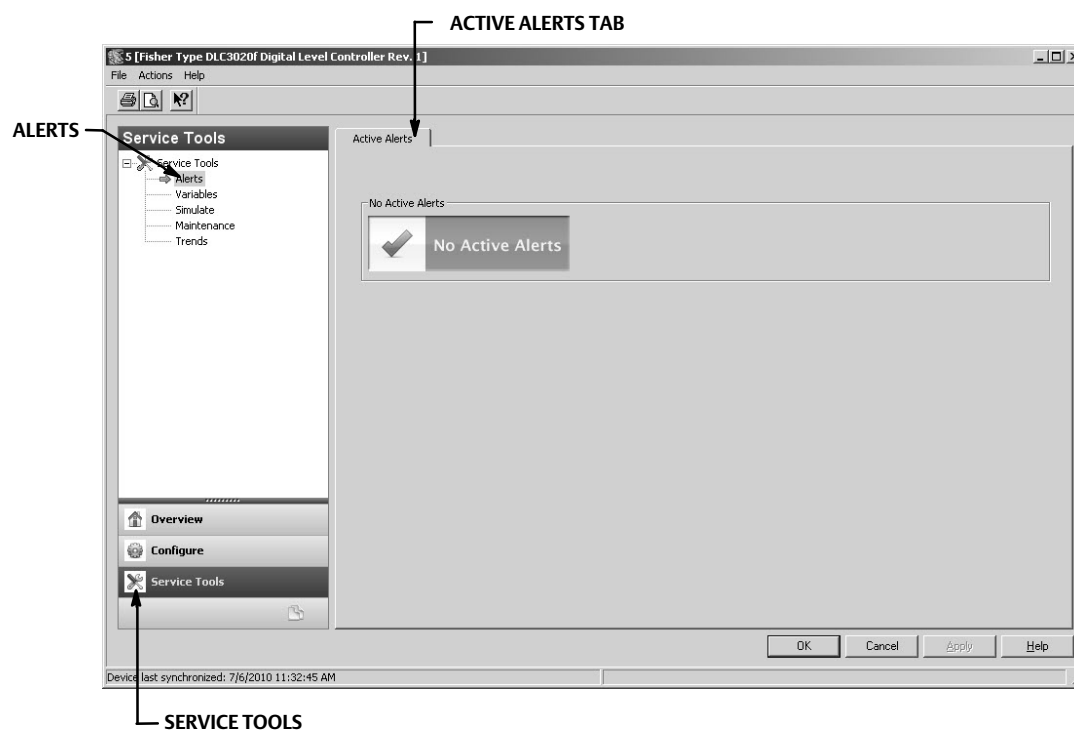 ACTIVE ALERTS TAB
5 [Fisher Type DLC3020f Digital Level Controller Rev. 1]
File Actions Help
ALERTS
Service Tools
Active Alerts
Service Tools
Alerts
Variables
Simulate
Maintenance
Trends
No Active Alerts
No Active Alerts
Overview
Configure
Service Tools
OK Cancel Apply Help
Device last synchronized: 7/6/2010 11:32:45 AM
SERVICE TOOLS